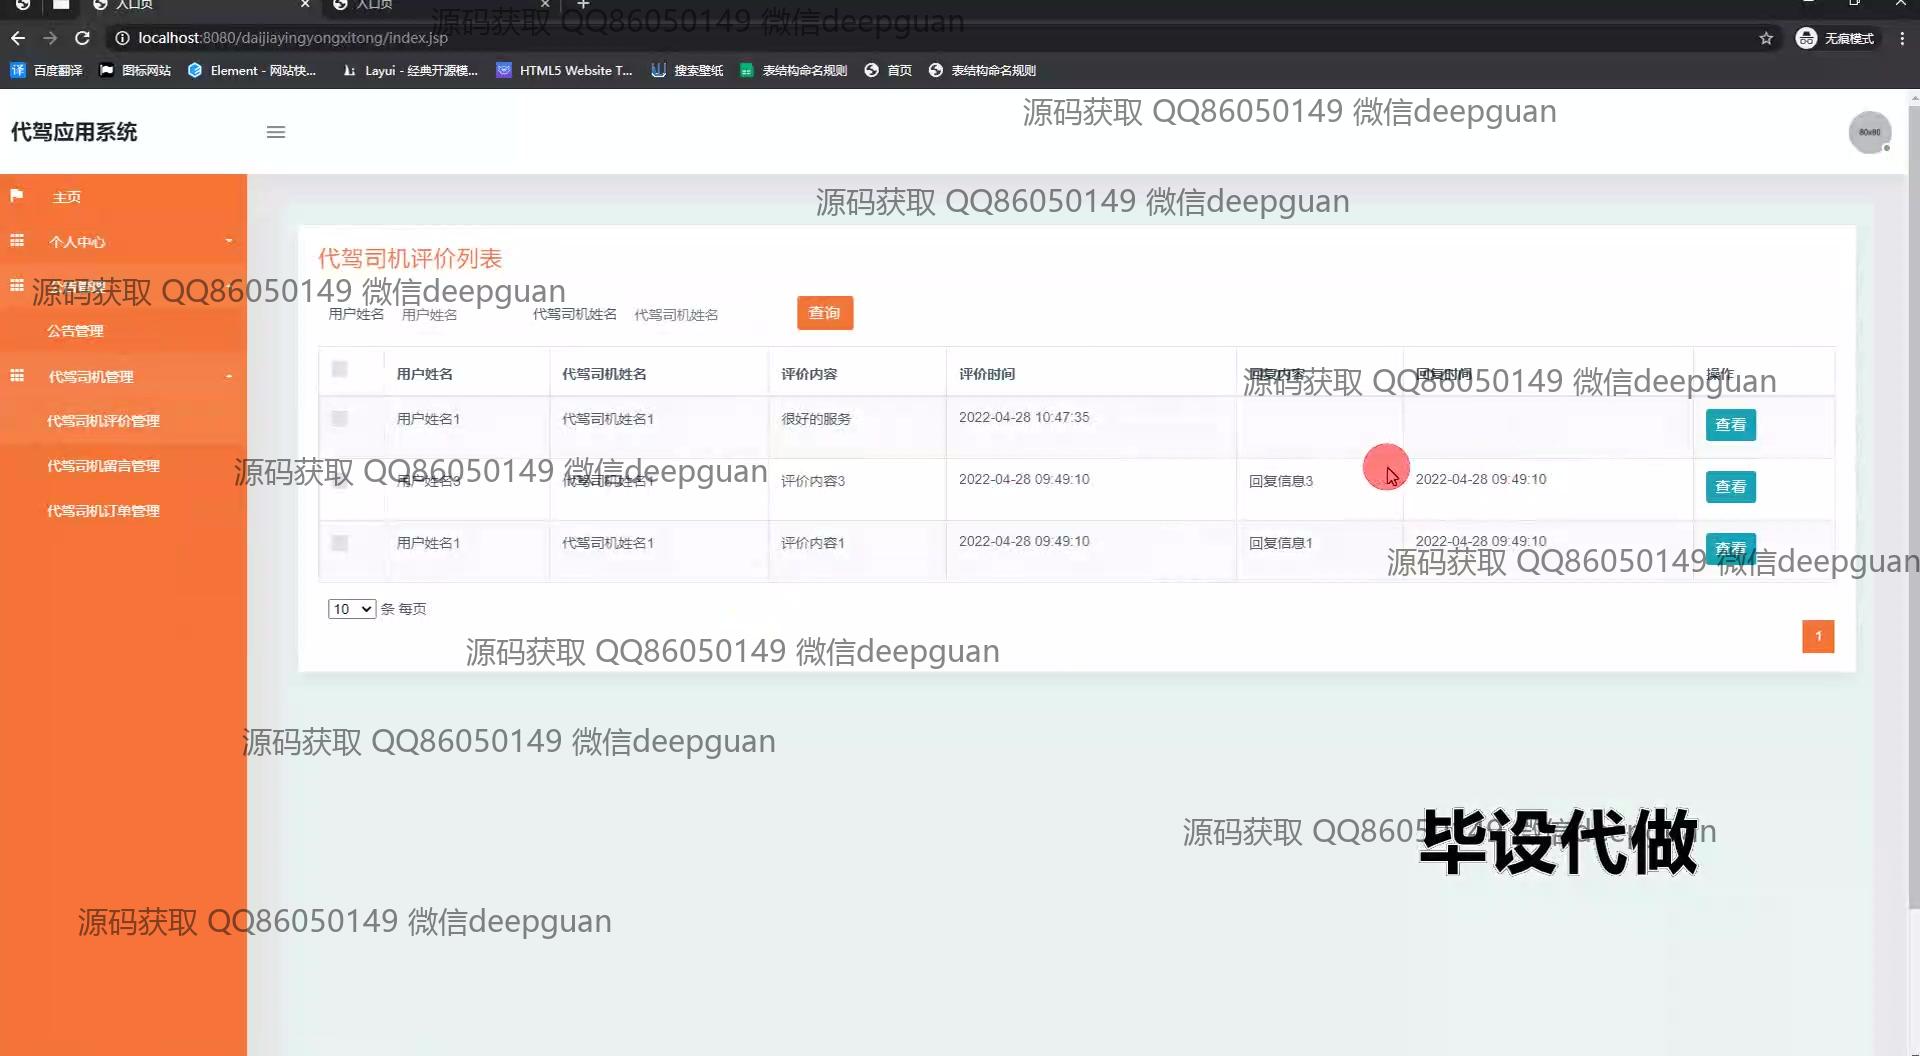 入口页
入口页
源码获取 QQ86050149 微信deepguan
localhost:8080/daijiayingyongxitong/index.jsp
无痕模式
百度翻译
图标网站
Element - 网站快...
Layui - 经典开源模...
HTML5 Website T...
搜索壁纸
表结构命名规则
首页
表结构命名规则
源码获取 QQ86050149 微信deepguan
代驾应用系统
80x80
主页
源码获取 QQ86050149 微信deepguan
个人中心
代驾司机评价列表
公告管理
源码获取 QQ86050149 微信deepguan
用户姓名 用户姓名 代驾司机姓名 代驾司机姓名 查询
公告管理
代驾司机管理
用户姓名 代驾司机姓名 评价内容 评价时间 回复内容 回复时间 操作
源码获取 QQ86050149 微信deepguan
代驾司机评价管理
用户姓名1 代驾司机姓名1 很好的服务 2022-04-28 10:47:35 查看
代驾司机留言管理
源码获取 QQ86050149 微信deepguan
用户姓名3 代驾司机姓名1 评价内容3 2022-04-28 09:49:10 回复信息3 2022-04-28 09:49:10 查看
代驾司机订单管理
用户姓名1 代驾司机姓名1 评价内容1 2022-04-28 09:49:10 回复信息1 2022-04-28 09:49:10 查看
源码获取 QQ86050149 微信deepguan
10 条 每页
1
源码获取 QQ86050149 微信deepguan
源码获取 QQ86050149 微信deepguan
源码获取 QQ86050149 微信deepguan
毕设代做
源码获取 QQ86050149 微信deepguan